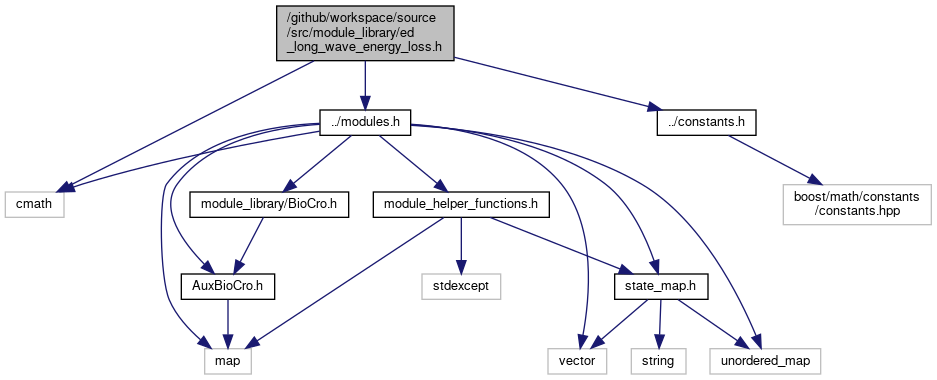 /github/workspace/source
/src/module_library/ed
_long_wave_energy_loss.h
../modules.h
../constants.h
cmath
module_library/BioCro.h
module_helper_functions.h
boost/math/constants
/constants.hpp
AuxBioCro.h
stdexcept
state_map.h
map
vector
string
unordered_map